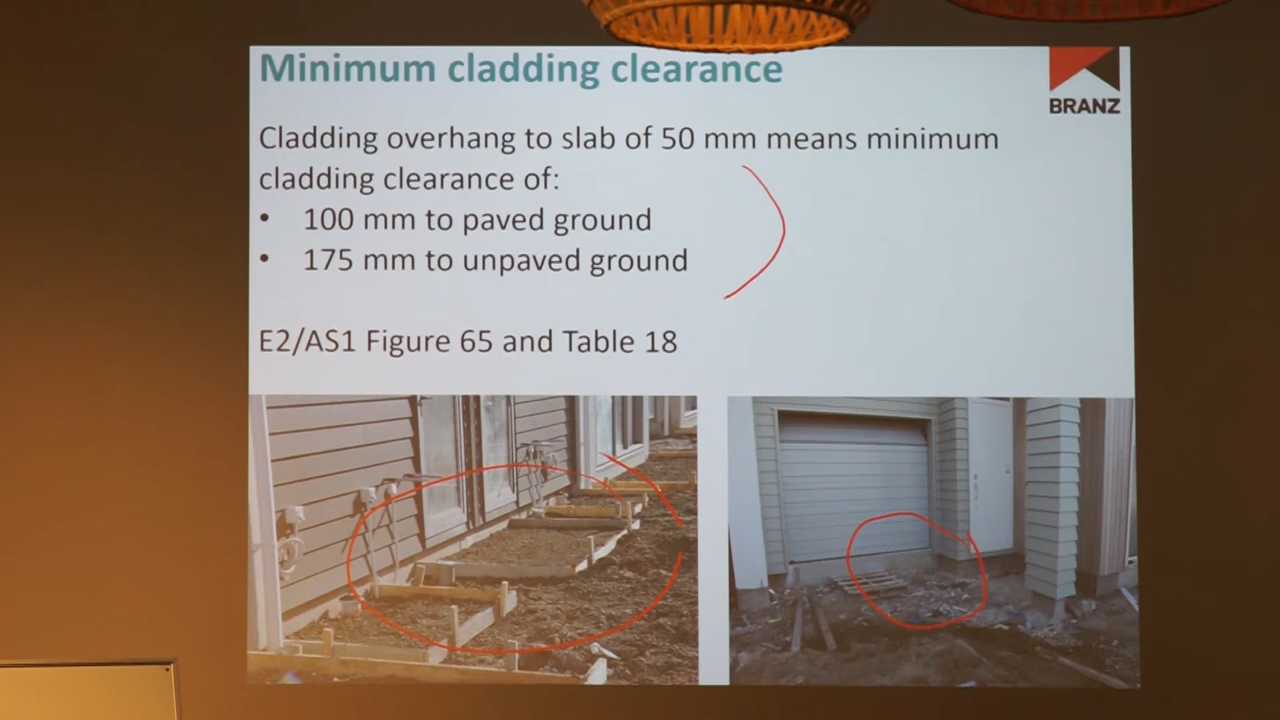 Minimum cladding clearance
BRANZ
Cladding overhang to slab of 50 mm means minimum
cladding clearance of:
• 100 mm to paved ground
• 175 mm to unpaved ground
E2/AS1 Figure 65 and Table 18